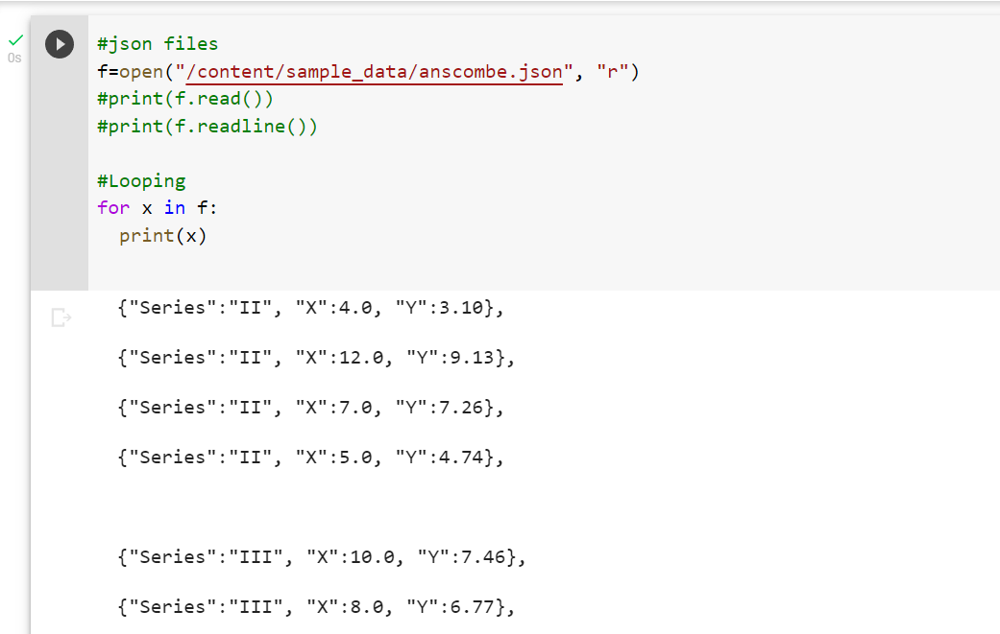 0s
#json files
f=open("/content/sample_data/anscombe.json", "r")
#print(f.read())
#print(f.readline())
#Looping
for x in f:
  print(x)
{"Series":"II", "X":4.0, "Y":3.10},
{"Series":"II", "X":12.0, "Y":9.13},
{"Series":"II", "X":7.0, "Y":7.26},
{"Series":"II", "X":5.0, "Y":4.74},
{"Series":"III", "X":10.0, "Y":7.46},
{"Series":"III", "X":8.0, "Y":6.77},